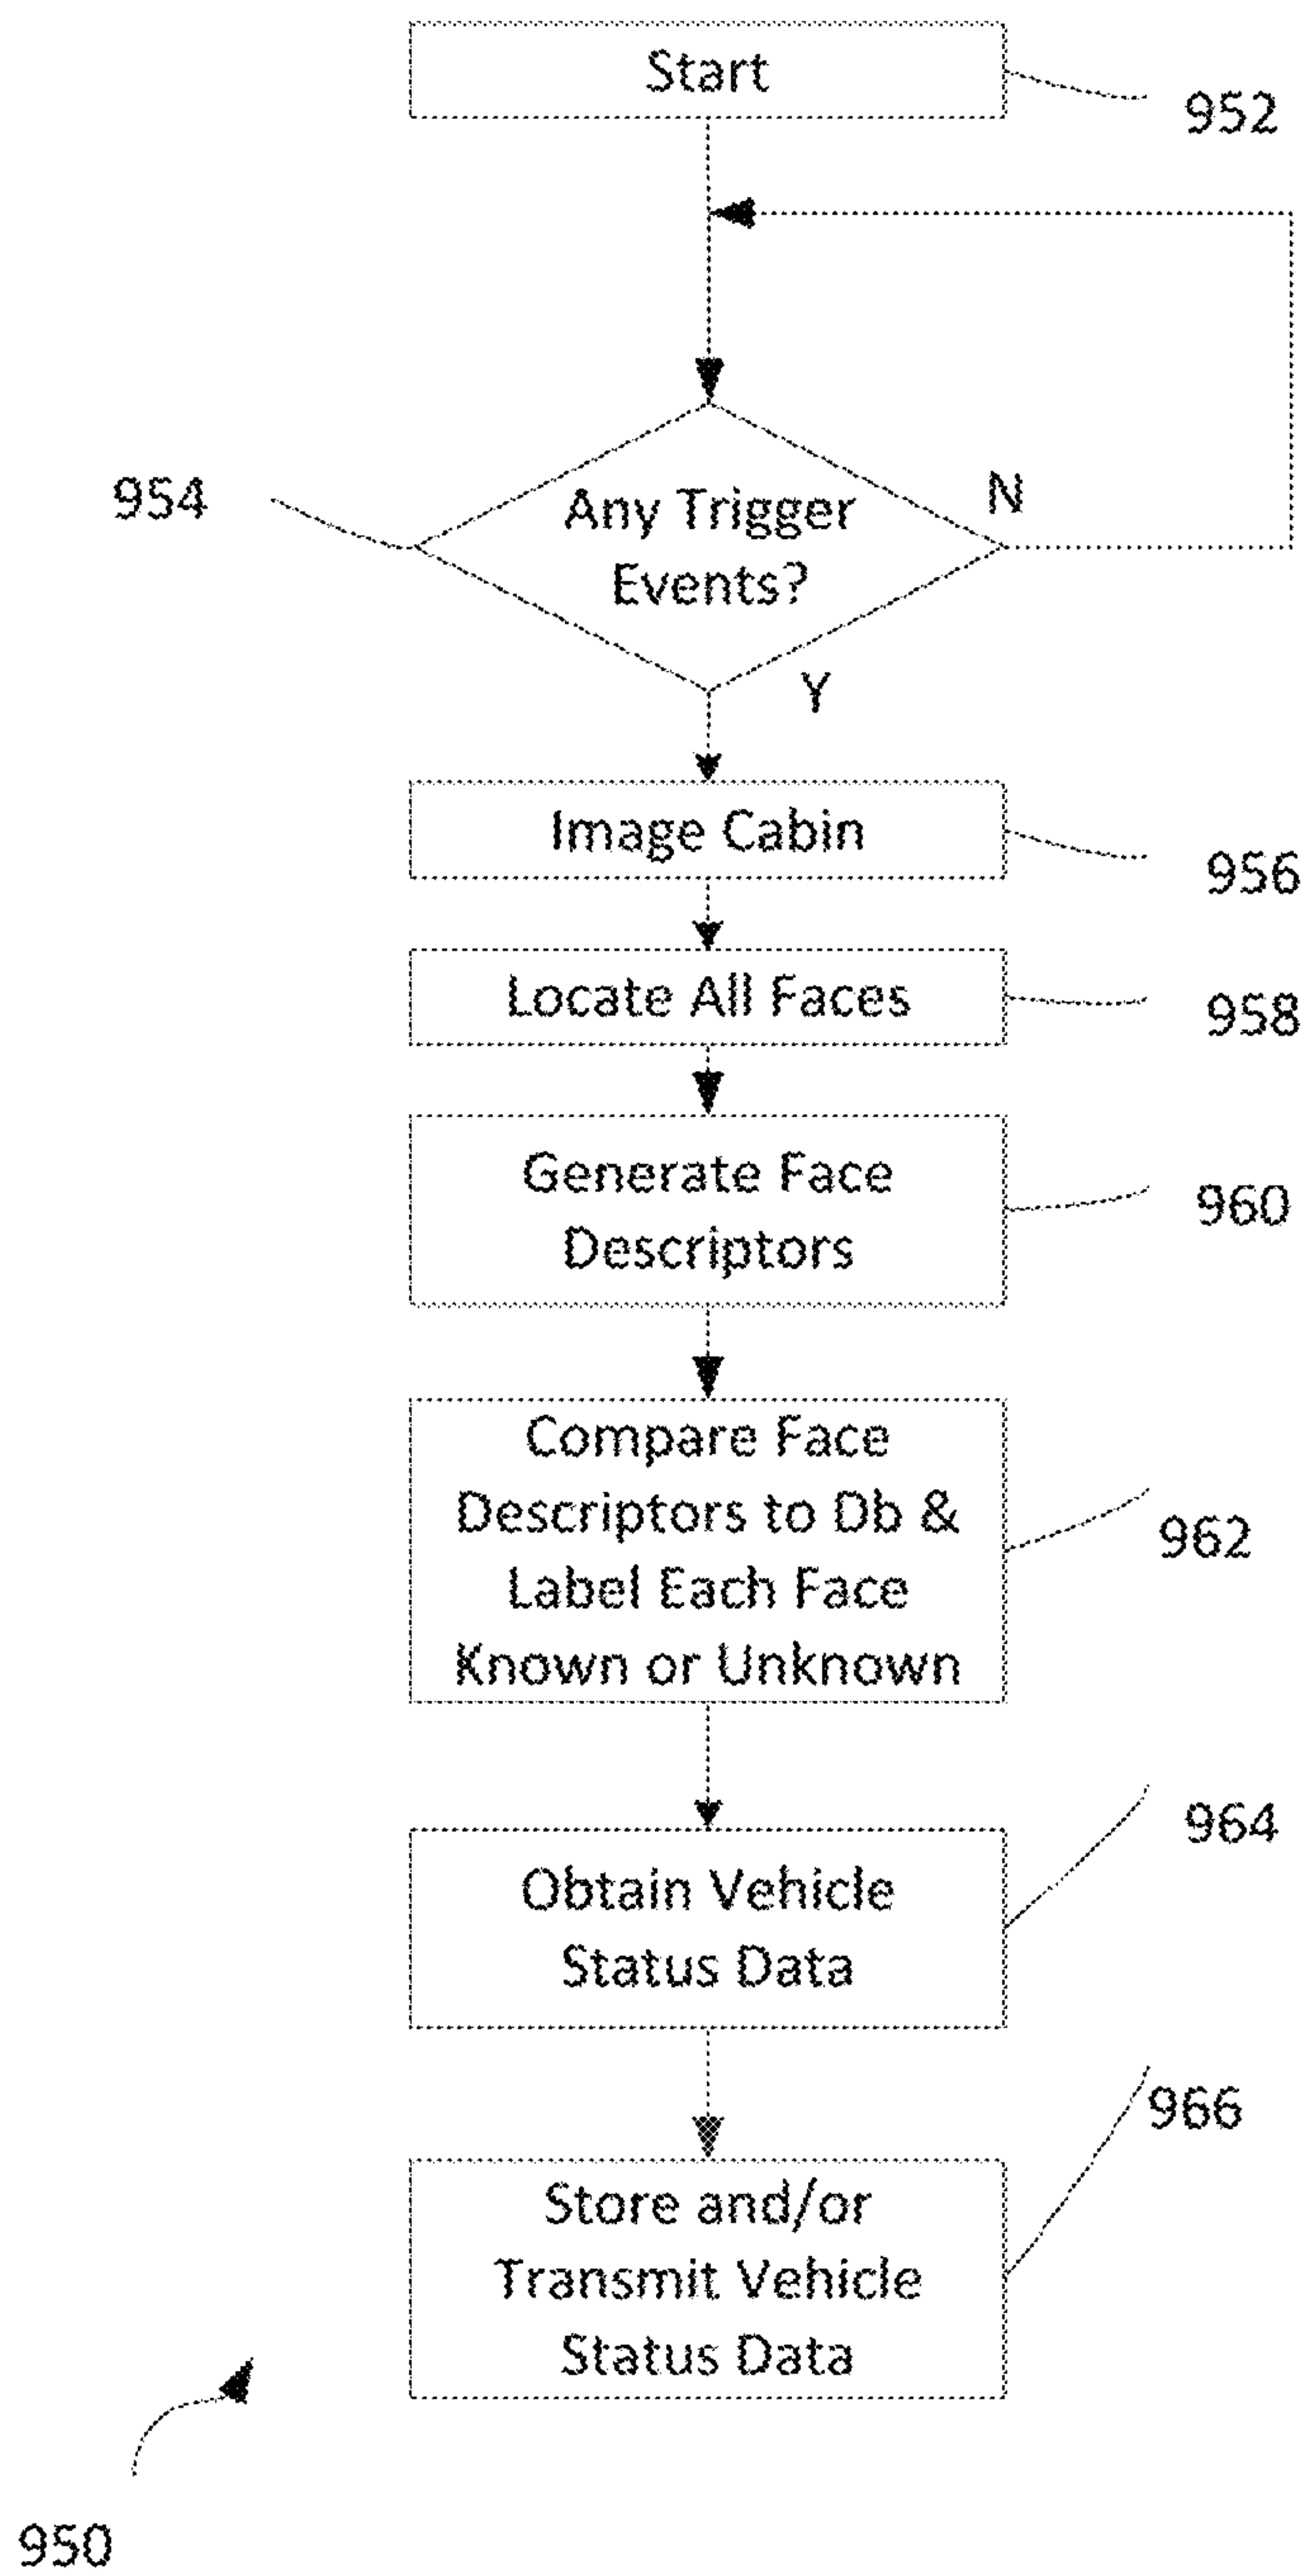 Start
952
954
Any Trigger
Events?
N
Y
Image Cabin
956
Locate All Faces
958
Generate Face
Descriptors
960
Compare Face
Descriptors to Db &
Label Each Face
Known or Unknown
962
Obtain Vehicle
Status Data
964
Store and/or
Transmit Vehicle
Status Data
966
950